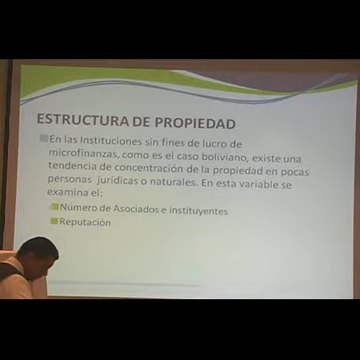 ESTRUCTURA DE PROPIEDAD
En las Instituciones sin fines de lucro de
microfinanzas, como es el caso boliviano, existe una
tendencia de concentración de la propiedad en pocas
personas jurídicas o naturales. En esta variable se
examina el:
Número de Asociados e instituyentes
Reputación